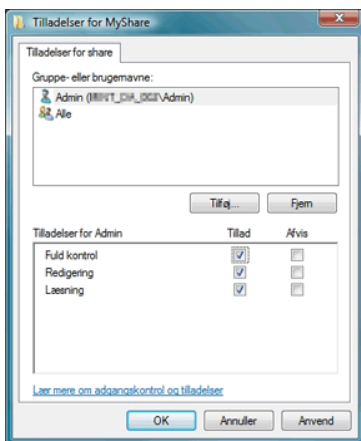 Tilladelser for MyShare
Tilladelser for share
Gruppe- eller brugernavne:
Admin (\Admin)
Alle
Tilføj... Fjern
Tilladelser for Admin Tillad Afvis
Fuld kontrol
Redigering
Læsning
Lær mere om adgangskontrol og tilladelser
OK Annuller Anvend